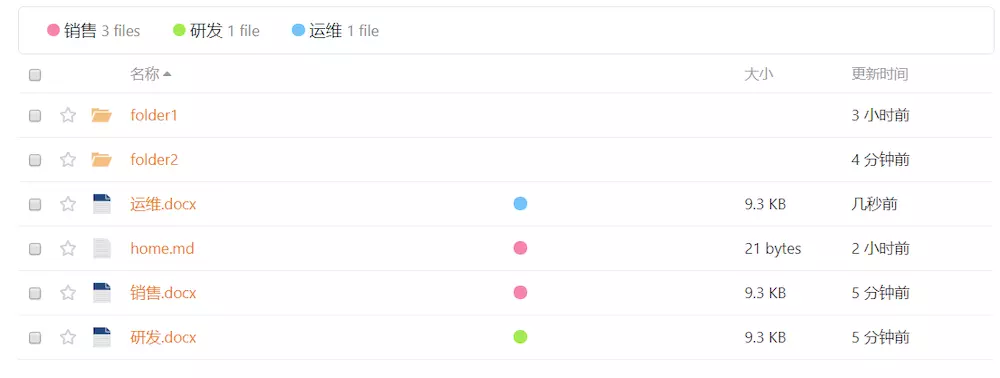 销售 3 files 研发 1 file 运维 1 file
名称 大小 更新时间
folder1 3 小时前
folder2 4 分钟前
运维.docx 9.3 KB 几秒前
home.md 21 bytes 2 小时前
销售.docx 9.3 KB 5 分钟前
研发.docx 9.3 KB 5 分钟前